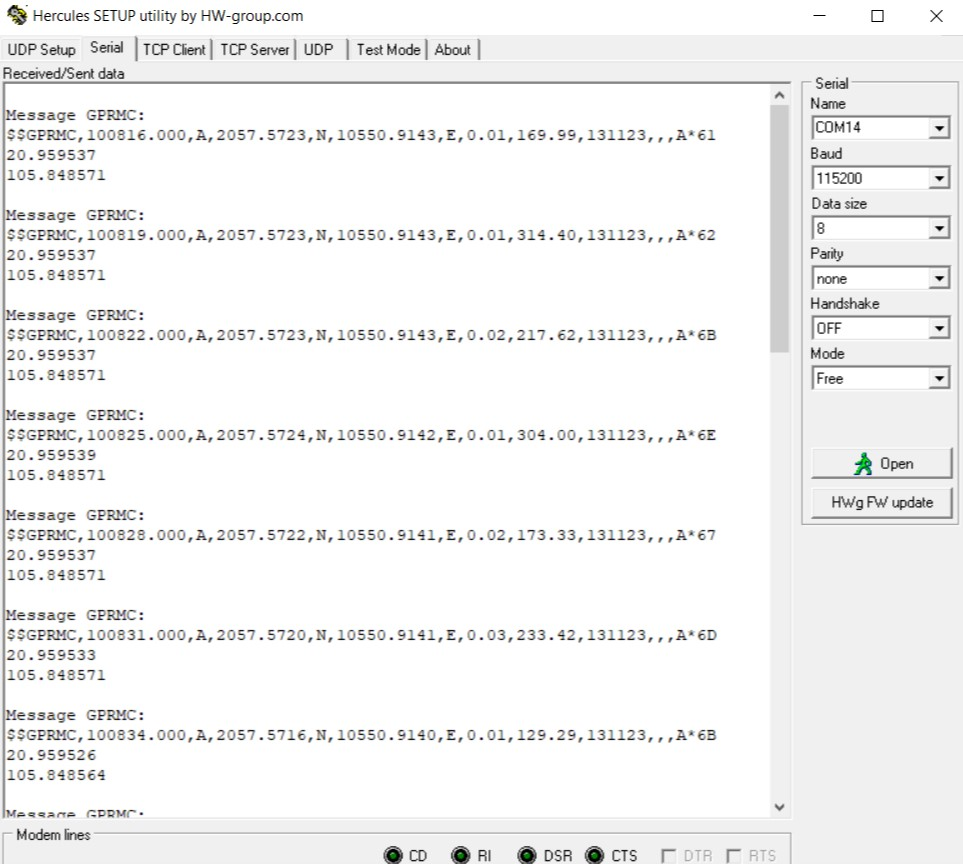 Hercules SETUP utility by HW-group.com
UDP Setup Serial TCP Client TCP Server UDP Test Mode About
Received/Sent data
Message GPRMC:
$$GPRMC,100816.000,A,2057.5723,N,10550.9143,E,0.01,169.99,131123,,,A*61
20.959537
105.848571
Message GPRMC:
$$GPRMC,100819.000,A,2057.5723,N,10550.9143,E,0.01,314.40,131123,,,A*62
20.959537
105.848571
Message GPRMC:
$$GPRMC,100822.000,A,2057.5723,N,10550.9143,E,0.02,217.62,131123,,,A*6B
20.959537
105.848571
Message GPRMC:
$$GPRMC,100825.000,A,2057.5724,N,10550.9142,E,0.01,304.00,131123,,,A*6E
20.959539
105.848571
Message GPRMC:
$$GPRMC,100828.000,A,2057.5722,N,10550.9141,E,0.02,173.33,131123,,,A*67
20.959537
105.848571
Message GPRMC:
$$GPRMC,100831.000,A,2057.5720,N,10550.9141,E,0.03,233.42,131123,,,A*6D
20.959533
105.848571
Message GPRMC:
$$GPRMC,100834.000,A,2057.5716,N,10550.9140,E,0.01,129.29,131123,,,A*6B
20.959526
105.848564
Message GPRMC:
Serial
Name
COM14
Baud
115200
Data size
8
Parity
none
Handshake
OFF
Mode
Free
Open
HWg FW update
Modem lines
CD RI DSR CTS DTR RTS